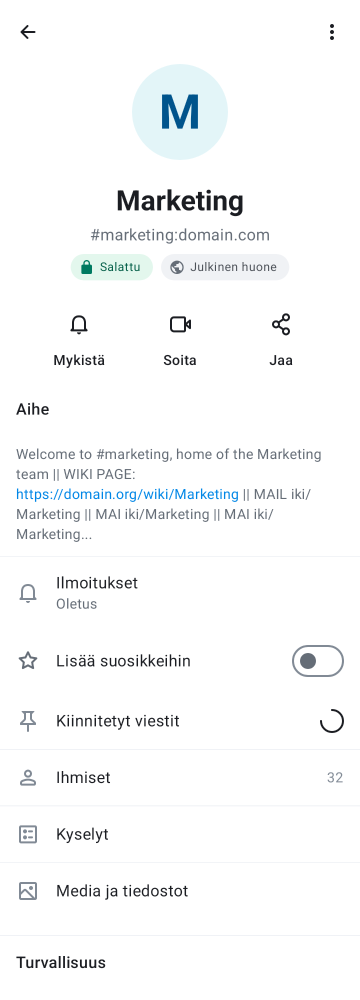 M
Marketing
#marketing:domain.com
Salattu
Julkinen huone
Mykistä
Soita
Jaa
Aihe
Welcome to #marketing, home of the Marketing
team || WIKI PAGE:
https://domain.org/wiki/Marketing || MAIL iki/
Marketing || MAI iki/Marketing || MAI iki/
Marketing...
Ilmoitukset
Oletus
Lisää suosikkeihin
Kiinnitetyt viestit
Ihmiset
32
Kyselyt
Media ja tiedostot
Turvallisuus